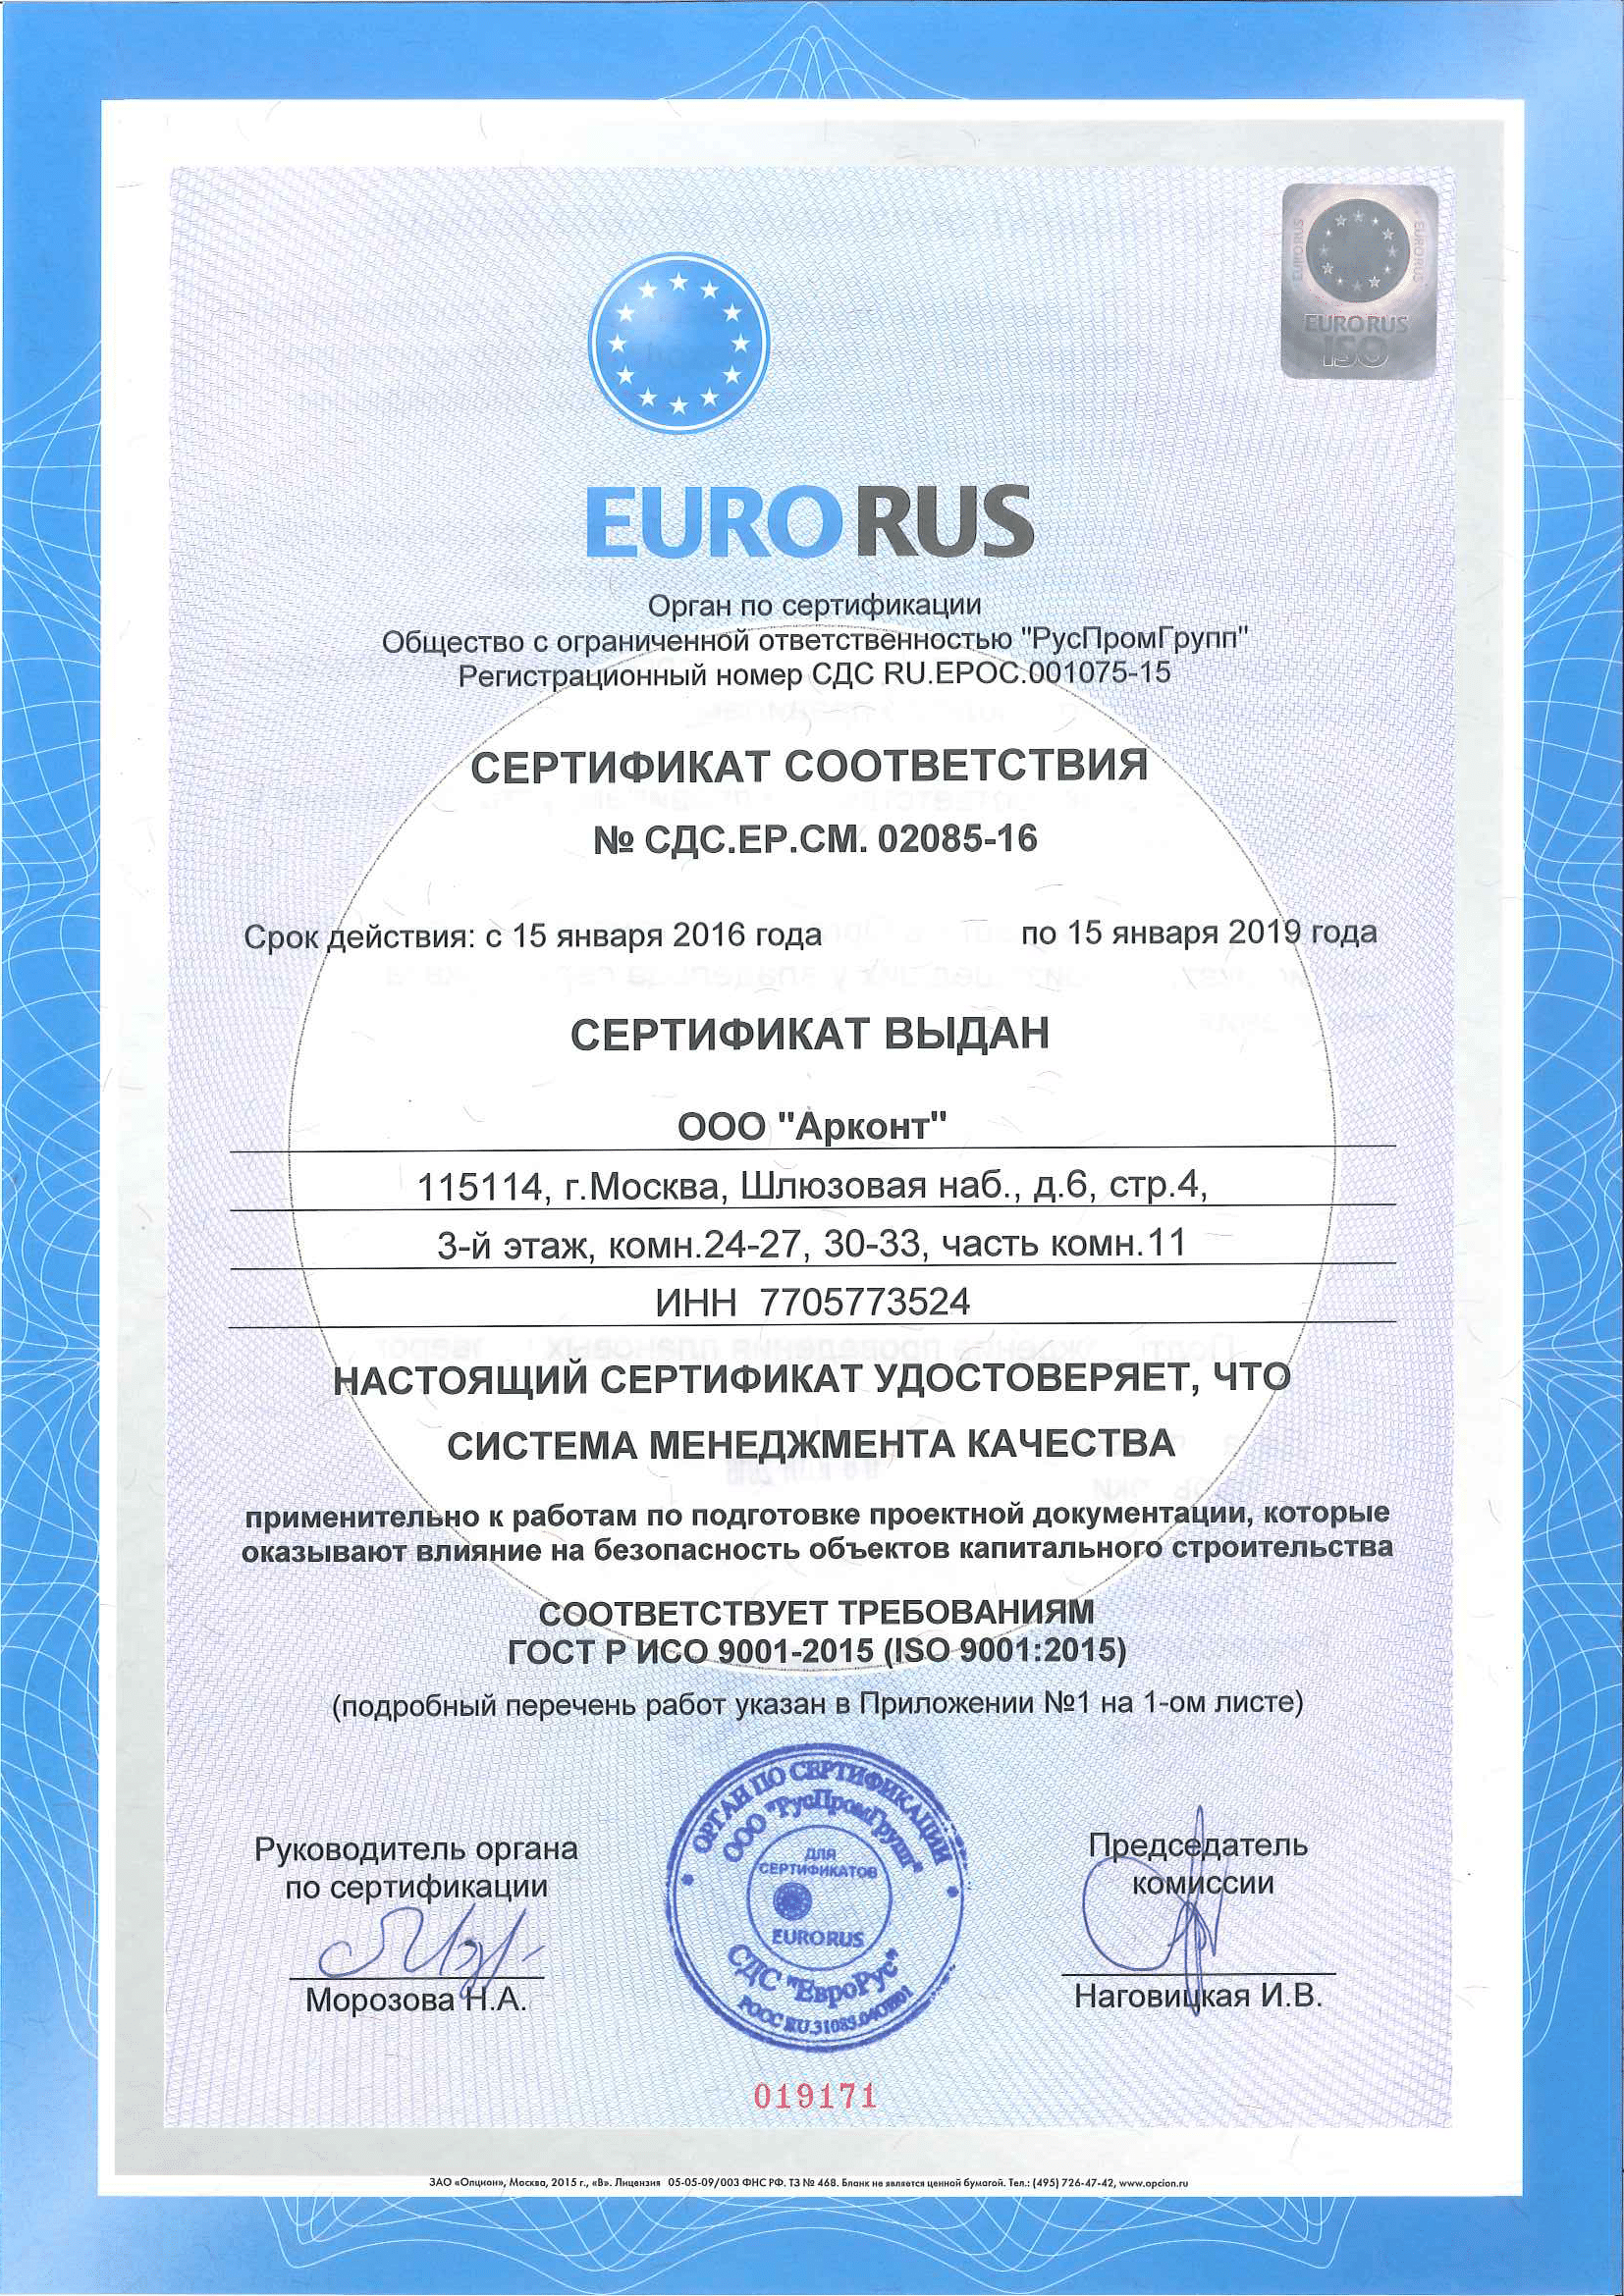 EURORUS
EURORUS
EURORUS
ISO
EURORUS
Орган по сертификации
Общество с ограниченной ответственностью "РусПромГрупп"
Регистрационный номер СДС RU.ЕРОС.001075-15
СЕРТИФИКАТ СООТВЕТСТВИЯ
№ СДС.ЕР.СМ. 02085-16
Срок действия: с 15 января 2016 года по 15 января 2019 года
СЕРТИФИКАТ ВЫДАН
ООО "Арконт"
115114, г.Москва, Шлюзовая наб., д.6, стр.4,
3-й этаж, комн.24-27, 30-33, часть комн.11
ИНН 7705773524
НАСТОЯЩИЙ СЕРТИФИКАТ УДОСТОВЕРЯЕТ, ЧТО
СИСТЕМА МЕНЕДЖМЕНТА КАЧЕСТВА
применительно к работам по подготовке проектной документации, которые
оказывают влияние на безопасность объектов капитального строительства
СООТВЕТСТВУЕТ ТРЕБОВАНИЯМ
ГОСТ Р ИСО 9001-2015 (ISO 9001:2015)
(подробный перечень работ указан в Приложении №1 на 1-ом листе)
Руководитель органа
по сертификации
Морозова Н.А.
ОРГАН ПО СЕРТИФИКАЦИИ
ООО "РусПромГрупп"
ДЛЯ
СЕРТИФИКАТОВ
EURORUS
СДС "ЕвроРус"
Председатель
комиссии
Наговицкая И.В.
019171
ЗАО «Опцион», Москва, 2015 г., «В». Лицензия 05-05-09/003 ФНС РФ. ТЗ № 468. Бланк не является ценной бумагой. Тел.: (495) 726-47-42, www.opcion.ru